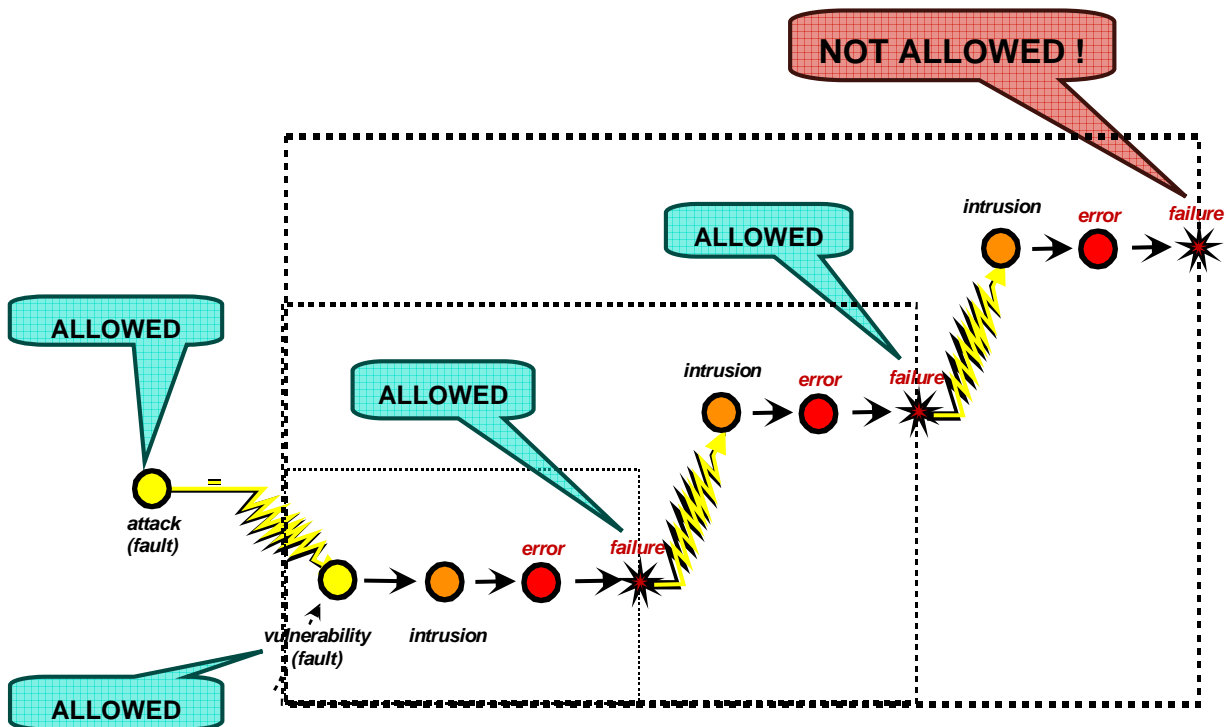 NOT ALLOWED !
intrusion
error
failure
ALLOWED
ALLOWED
intrusion
error
failure
ALLOWED
attack
(fault)
error
failure
vulnerability
(fault)
intrusion
ALLOWED